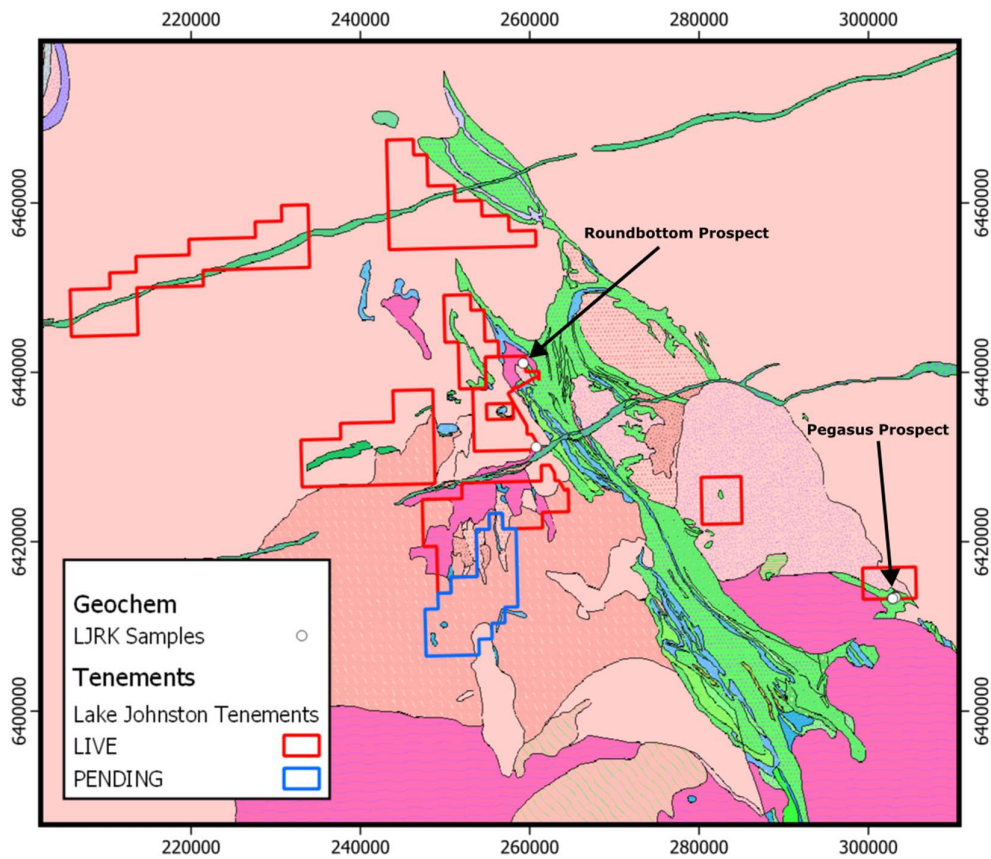 220000 240000 260000 280000 300000
6460000 6460000
Roundbottom Prospect
6440000 6440000
Pegasus Prospect
6420000 6420000
Geochem
LJRK Samples
Tenements
Lake Johnston Tenements
LIVE
PENDING
6400000 6400000
220000 240000 260000 280000 300000